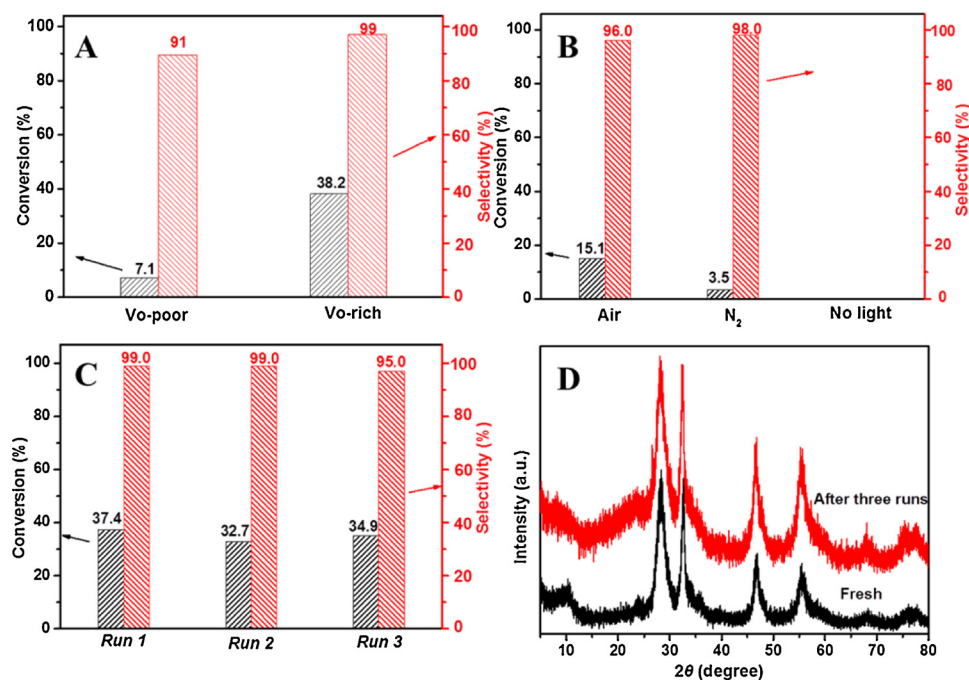 A
Conversion (%)
100
80
60
40
20
0
7.1
91
38.2
99
Vo-poor
Vo-rich
100
80
60
40
20
0
Selectivity (%)
B
Conversion (%)
100
80
60
40
20
0
15.1
96.0
3.5
98.0
Air
N2
No light
100
80
60
40
20
0
Selectivity (%)
C
Conversion (%)
100
80
60
40
20
0
37.4
99.0
32.7
99.0
34.9
95.0
Run 1
Run 2
Run 3
100
80
60
40
20
0
Selectivity (%)
D
Intensity (a.u.)
After three runs
Fresh
10 20 30 40 50 60 70 80
2θ (degree)